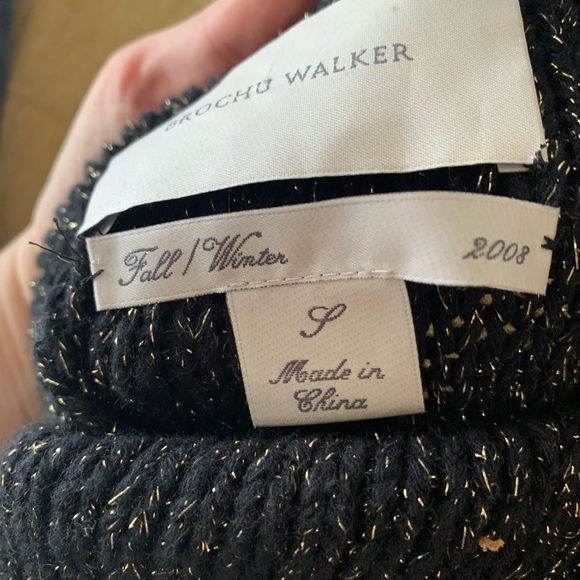 BROCHU WALKER
Fall / Winter 2008
S
Made in
China